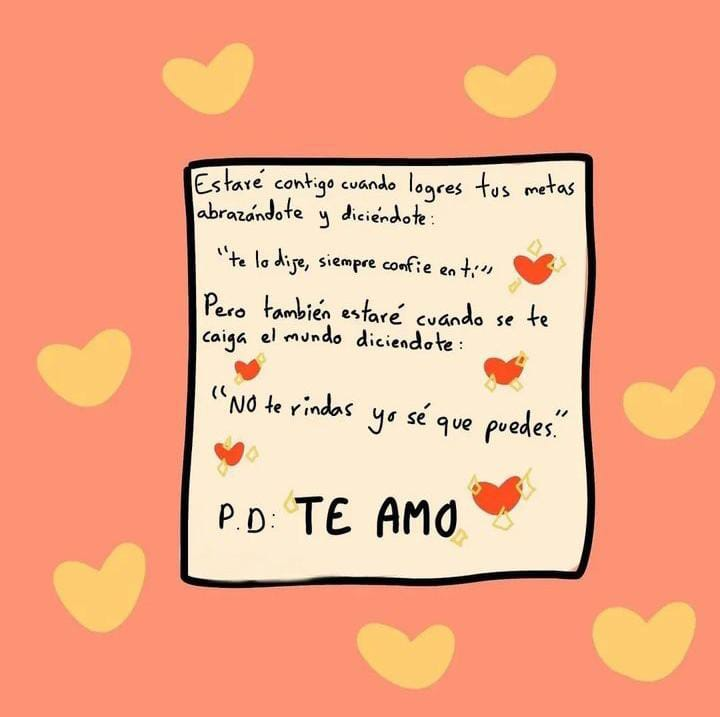 Estaré contigo cuando logres tus metas
abrazándote y diciéndote:
"te lo dije, siempre confie en ti"
Pero también estaré cuando se te
caiga el mundo diciendote:
"NO te rindas yo sé que puedes."
P.D: TE AMO